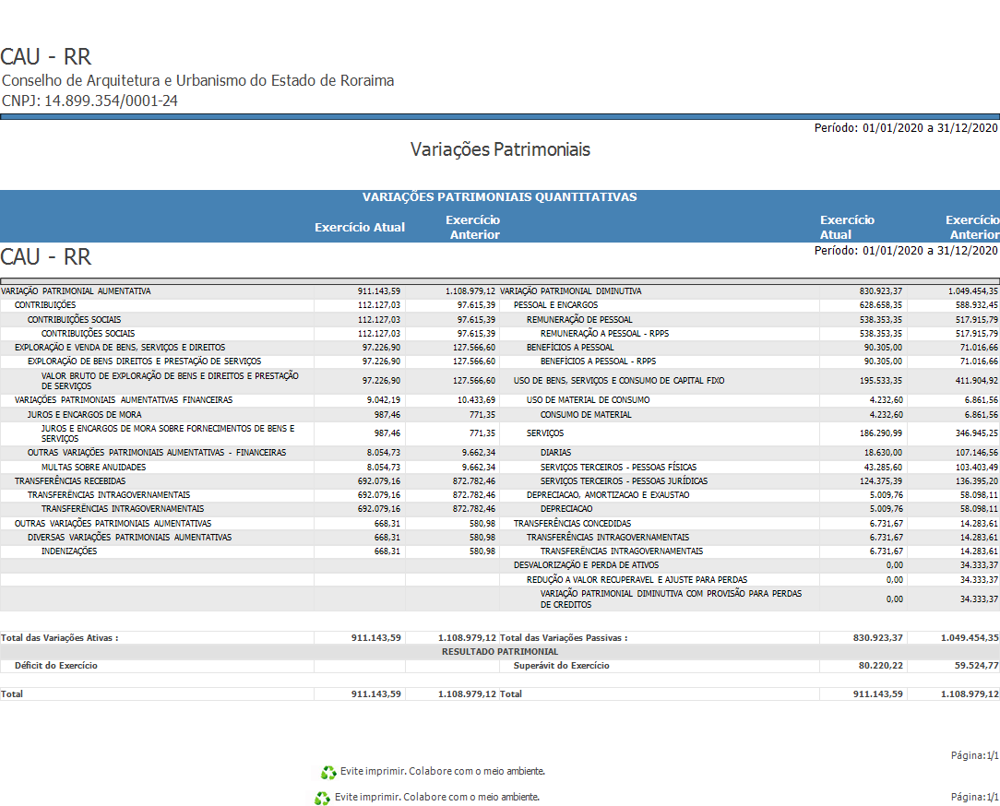 CAU - RR
Conselho de Arquitetura e Urbanismo do Estado de Roraima
CNPJ: 14.899.354/0001-24
Período: 01/01/2020 a 31/12/2020
Variações Patrimoniais
VARIAÇÕES PATRIMONIAIS QUANTITATIVAS
Exercício Atual Exercício Anterior Exercício Atual Exercício Anterior
CAU - RR
Período: 01/01/2020 a 31/12/2020
VARIAÇÃO PATRIMONIAL AUMENTATIVA 911.143,59 1.108.979,12 VARIAÇÃO PATRIMONIAL DIMINUTIVA 830.923,37 1.049.454,35
CONTRIBUIÇÕES 112.127,03 97.615,39 PESSOAL E ENCARGOS 628.658,35 588.932,45
CONTRIBUIÇÕES SOCIAIS 112.127,03 97.615,39 REMUNERAÇÃO DE PESSOAL 538.353,35 517.915,79
CONTRIBUIÇÕES SOCIAIS 112.127,03 97.615,39 REMUNERAÇÃO A PESSOAL - RPPS 538.353,35 517.915,79
EXPLORAÇÃO E VENDA DE BENS, SERVIÇOS E DIREITOS 97.226,90 127.566,60 BENEFÍCIOS A PESSOAL 90.305,00 71.016,66
EXPLORAÇÃO DE BENS DIREITOS E PRESTAÇÃO DE SERVIÇOS 97.226,90 127.566,60 BENEFÍCIOS A PESSOAL - RPPS 90.305,00 71.016,66
VALOR BRUTO DE EXPLORAÇÃO DE BENS E DIREITOS E PRESTAÇÃO
DE SERVIÇOS 97.226,90 127.566,60 USO DE BENS, SERVIÇOS E CONSUMO DE CAPITAL FIXO 195.533,35 411.904,92
VARIAÇÕES PATRIMONIAIS AUMENTATIVAS FINANCEIRAS 9.042,19 10.433,69 USO DE MATERIAL DE CONSUMO 4.232,60 6.861,56
JUROS E ENCARGOS DE MORA 987,46 771,35 CONSUMO DE MATERIAL 4.232,60 6.861,56
JUROS E ENCARGOS DE MORA SOBRE FORNECIMENTOS DE BENS E
SERVIÇOS 987,46 771,35 SERVIÇOS 186.290,99 346.945,25
OUTRAS VARIAÇÕES PATRIMONIAIS AUMENTATIVAS - FINANCEIRAS 8.054,73 9.662,34 DIARIAS 18.630,00 107.146,56
MULTAS SOBRE ANUIDADES 8.054,73 9.662,34 SERVIÇOS TERCEIROS - PESSOAS FÍSICAS 43.285,60 103.403,49
TRANSFERÊNCIAS RECEBIDAS 692.079,16 872.782,46 SERVIÇOS TERCEIROS - PESSOAS JURÍDICAS 124.375,39 136.395,20
TRANSFERÊNCIAS INTRAGOVERNAMENTAIS 692.079,16 872.782,46 DEPRECIACAO, AMORTIZACAO E EXAUSTAO 5.009,76 58.098,11
TRANSFERÊNCIAS INTRAGOVERNAMENTAIS 692.079,16 872.782,46 DEPRECIACAO 5.009,76 58.098,11
OUTRAS VARIAÇÕES PATRIMONIAIS AUMENTATIVAS 668,31 580,98 TRANSFERÊNCIAS CONCEDIDAS 6.731,67 14.283,61
DIVERSAS VARIAÇÕES PATRIMONIAIS AUMENTATIVAS 668,31 580,98 TRANSFERÊNCIAS INTRAGOVERNAMENTAIS 6.731,67 14.283,61
INDENIZAÇÕES 668,31 580,98 TRANSFERÊNCIAS INTRAGOVERNAMENTAIS 6.731,67 14.283,61
DESVALORIZAÇÃO E PERDA DE ATIVOS 0,00 34.333,37
REDUÇÃO A VALOR RECUPERAVEL E AJUSTE PARA PERDAS 0,00 34.333,37
VARIAÇÃO PATRIMONIAL DIMINUTIVA COM PROVISÃO PARA PERDAS
DE CREDITOS 0,00 34.333,37
Total das Variações Ativas : 911.143,59 1.108.979,12 Total das Variações Passivas : 830.923,37 1.049.454,35
RESULTADO PATRIMONIAL
Déficit do Exercício Superávit do Exercício 80.220,22 59.524,77
Total 911.143,59 1.108.979,12 Total 911.143,59 1.108.979,12
Página:1/1
Evite imprimir. Colabore com o meio ambiente.
Evite imprimir. Colabore com o meio ambiente. Página:1/1